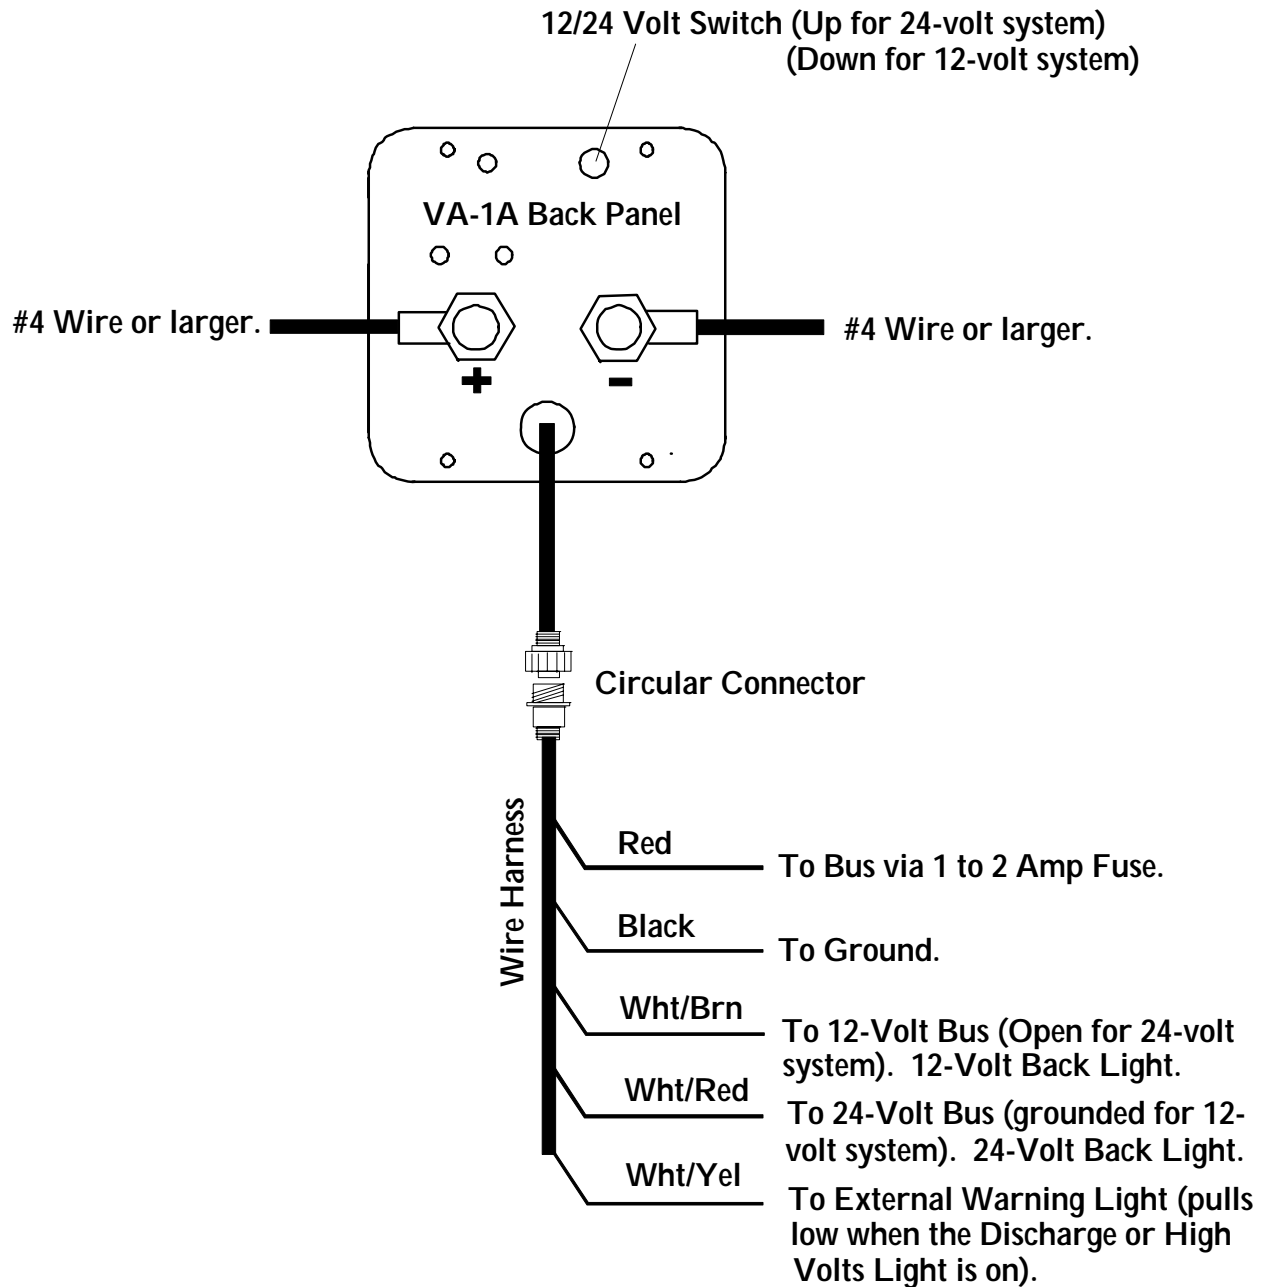 12/24 Volt Switch (Up for 24-volt system)
(Down for 12-volt system)
VA-1A Back Panel
#4 Wire or larger.
#4 Wire or larger.
+
-
Circular Connector
Wire Harness
Red
To Bus via 1 to 2 Amp Fuse.
Black
To Ground.
Wht/Brn
To 12-Volt Bus (Open for 24-volt
system).  12-Volt Back Light.
Wht/Red
To 24-Volt Bus (grounded for 12-
volt system).  24-Volt Back Light.
Wht/Yel
To External Warning Light (pulls
low when the Discharge or High
Volts Light is on).